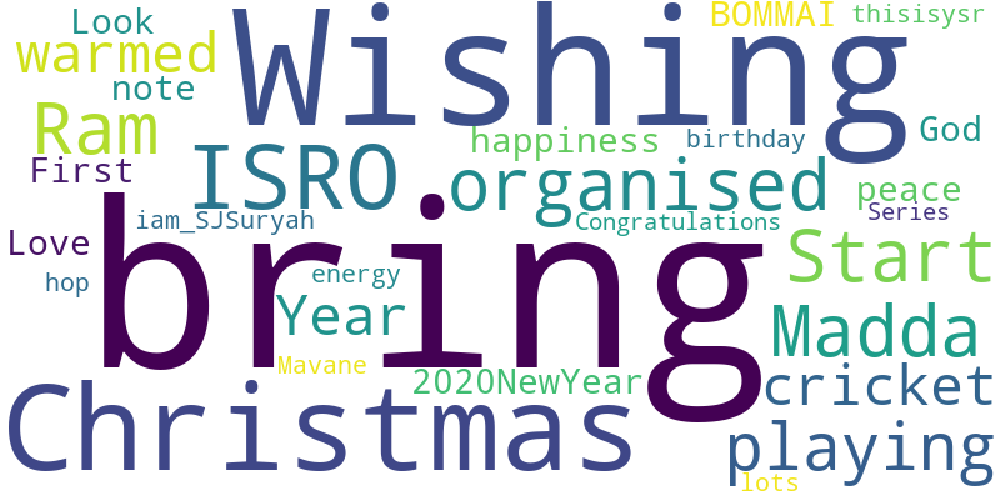 Look
Wishing
BOMMAI
thisisysr
warmed
note
Ram
happiness
birthday
God
First
ISRO
organised
peace
iam_SJSuryah
Congratulations
Series
Love
bring
Start
hop
energy
Year
Madda
Mavane
2020NewYear
cricket
Christmas
playing
lots